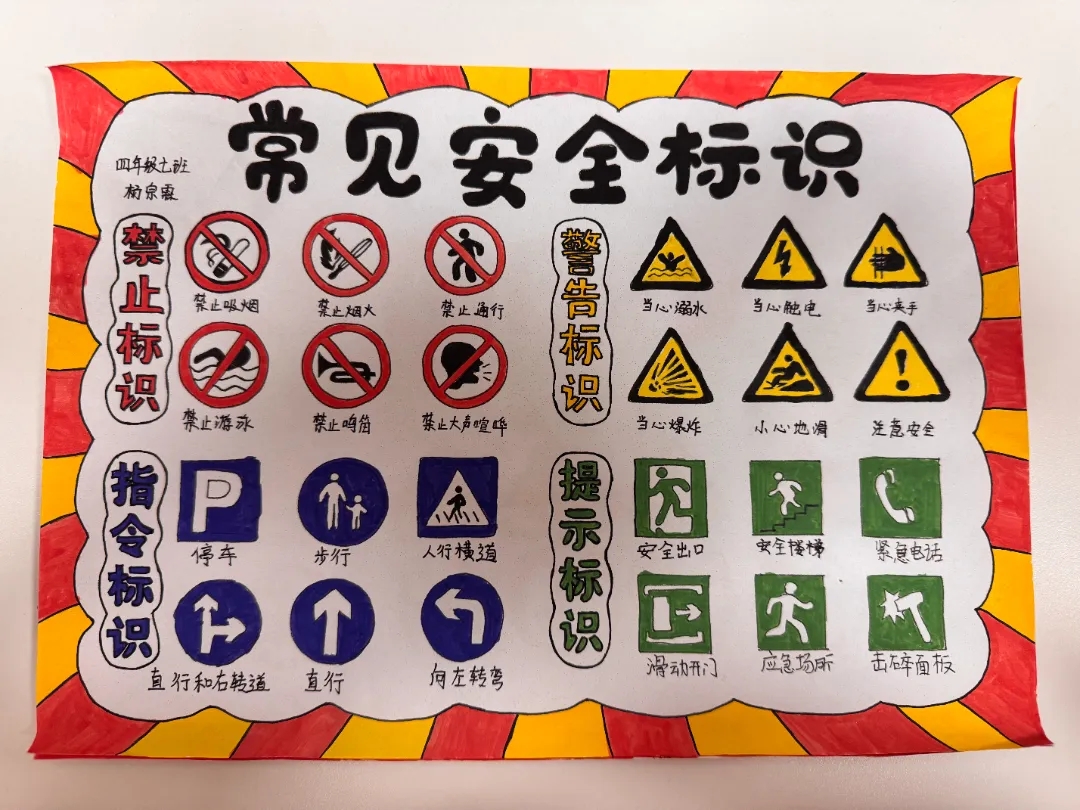 常见安全标识
四年级七班
禁止标识
禁止吸烟
禁止烟火
禁止通行
禁止游泳
禁止鸣笛
禁止大声喧哗
警告标识
当心溺水
当心触电
当心夹手
当心爆炸
小心地滑
注意安全
指令标识
P
停车
步行
人行横道
直行和右转道
直行
向左转弯
提示标识
安全出口
安全楼梯
紧急电话
滑动开门
应急场所
击碎面板